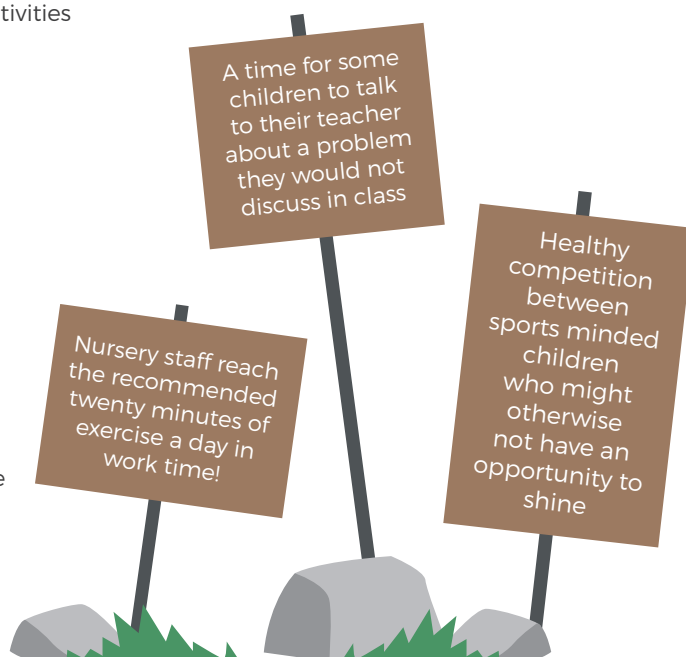 tivities
A time for some
children to talk
to their teacher
about a problem
they would not
discuss in class
Healthy
competition
between
sports minded
children
who might
otherwise
not have an
opportunity to
shine
Nursery staff reach
the recommended
twenty minutes of
exercise a day in
work time!
e